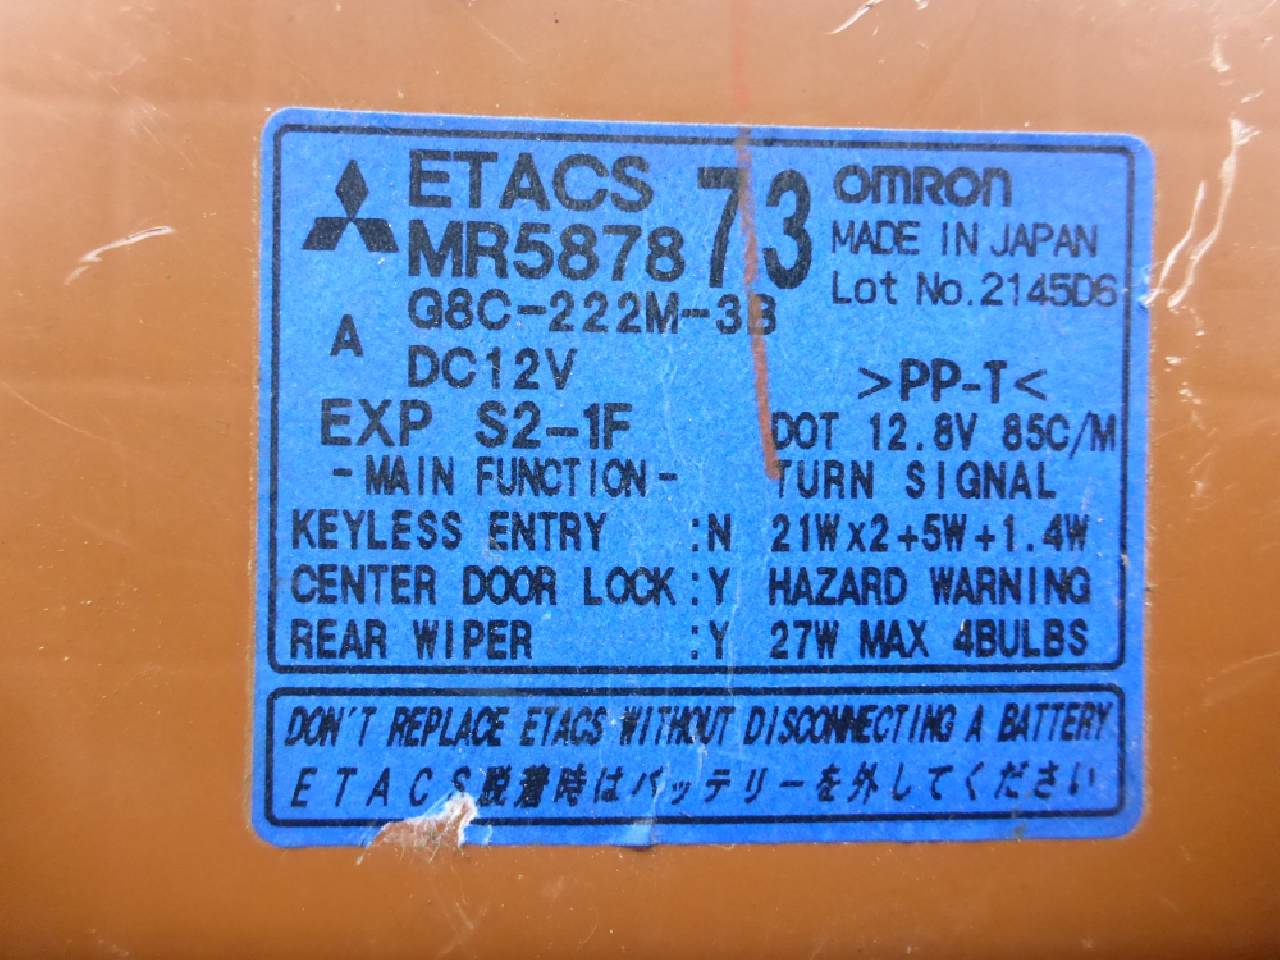 ETACS
MR587873
OMRON
MADE IN JAPAN
Lot No.2145D6
G8C-222M-3B
A
DC12V
>PP-T<
EXP S2-1F
DOT 12.8V 85C/M
-MAIN FUNCTION-
TURN SIGNAL
KEYLESS ENTRY :N
21Wx2+5W+1.4W
CENTER DOOR LOCK:Y
HAZARD WARNING
REAR WIPER :Y
27W MAX 4BULBS
DON'T REPLACE ETACS WITHOUT DISCONNECTING A BATTERY
ETACS脱着時はバッテリーを外してください